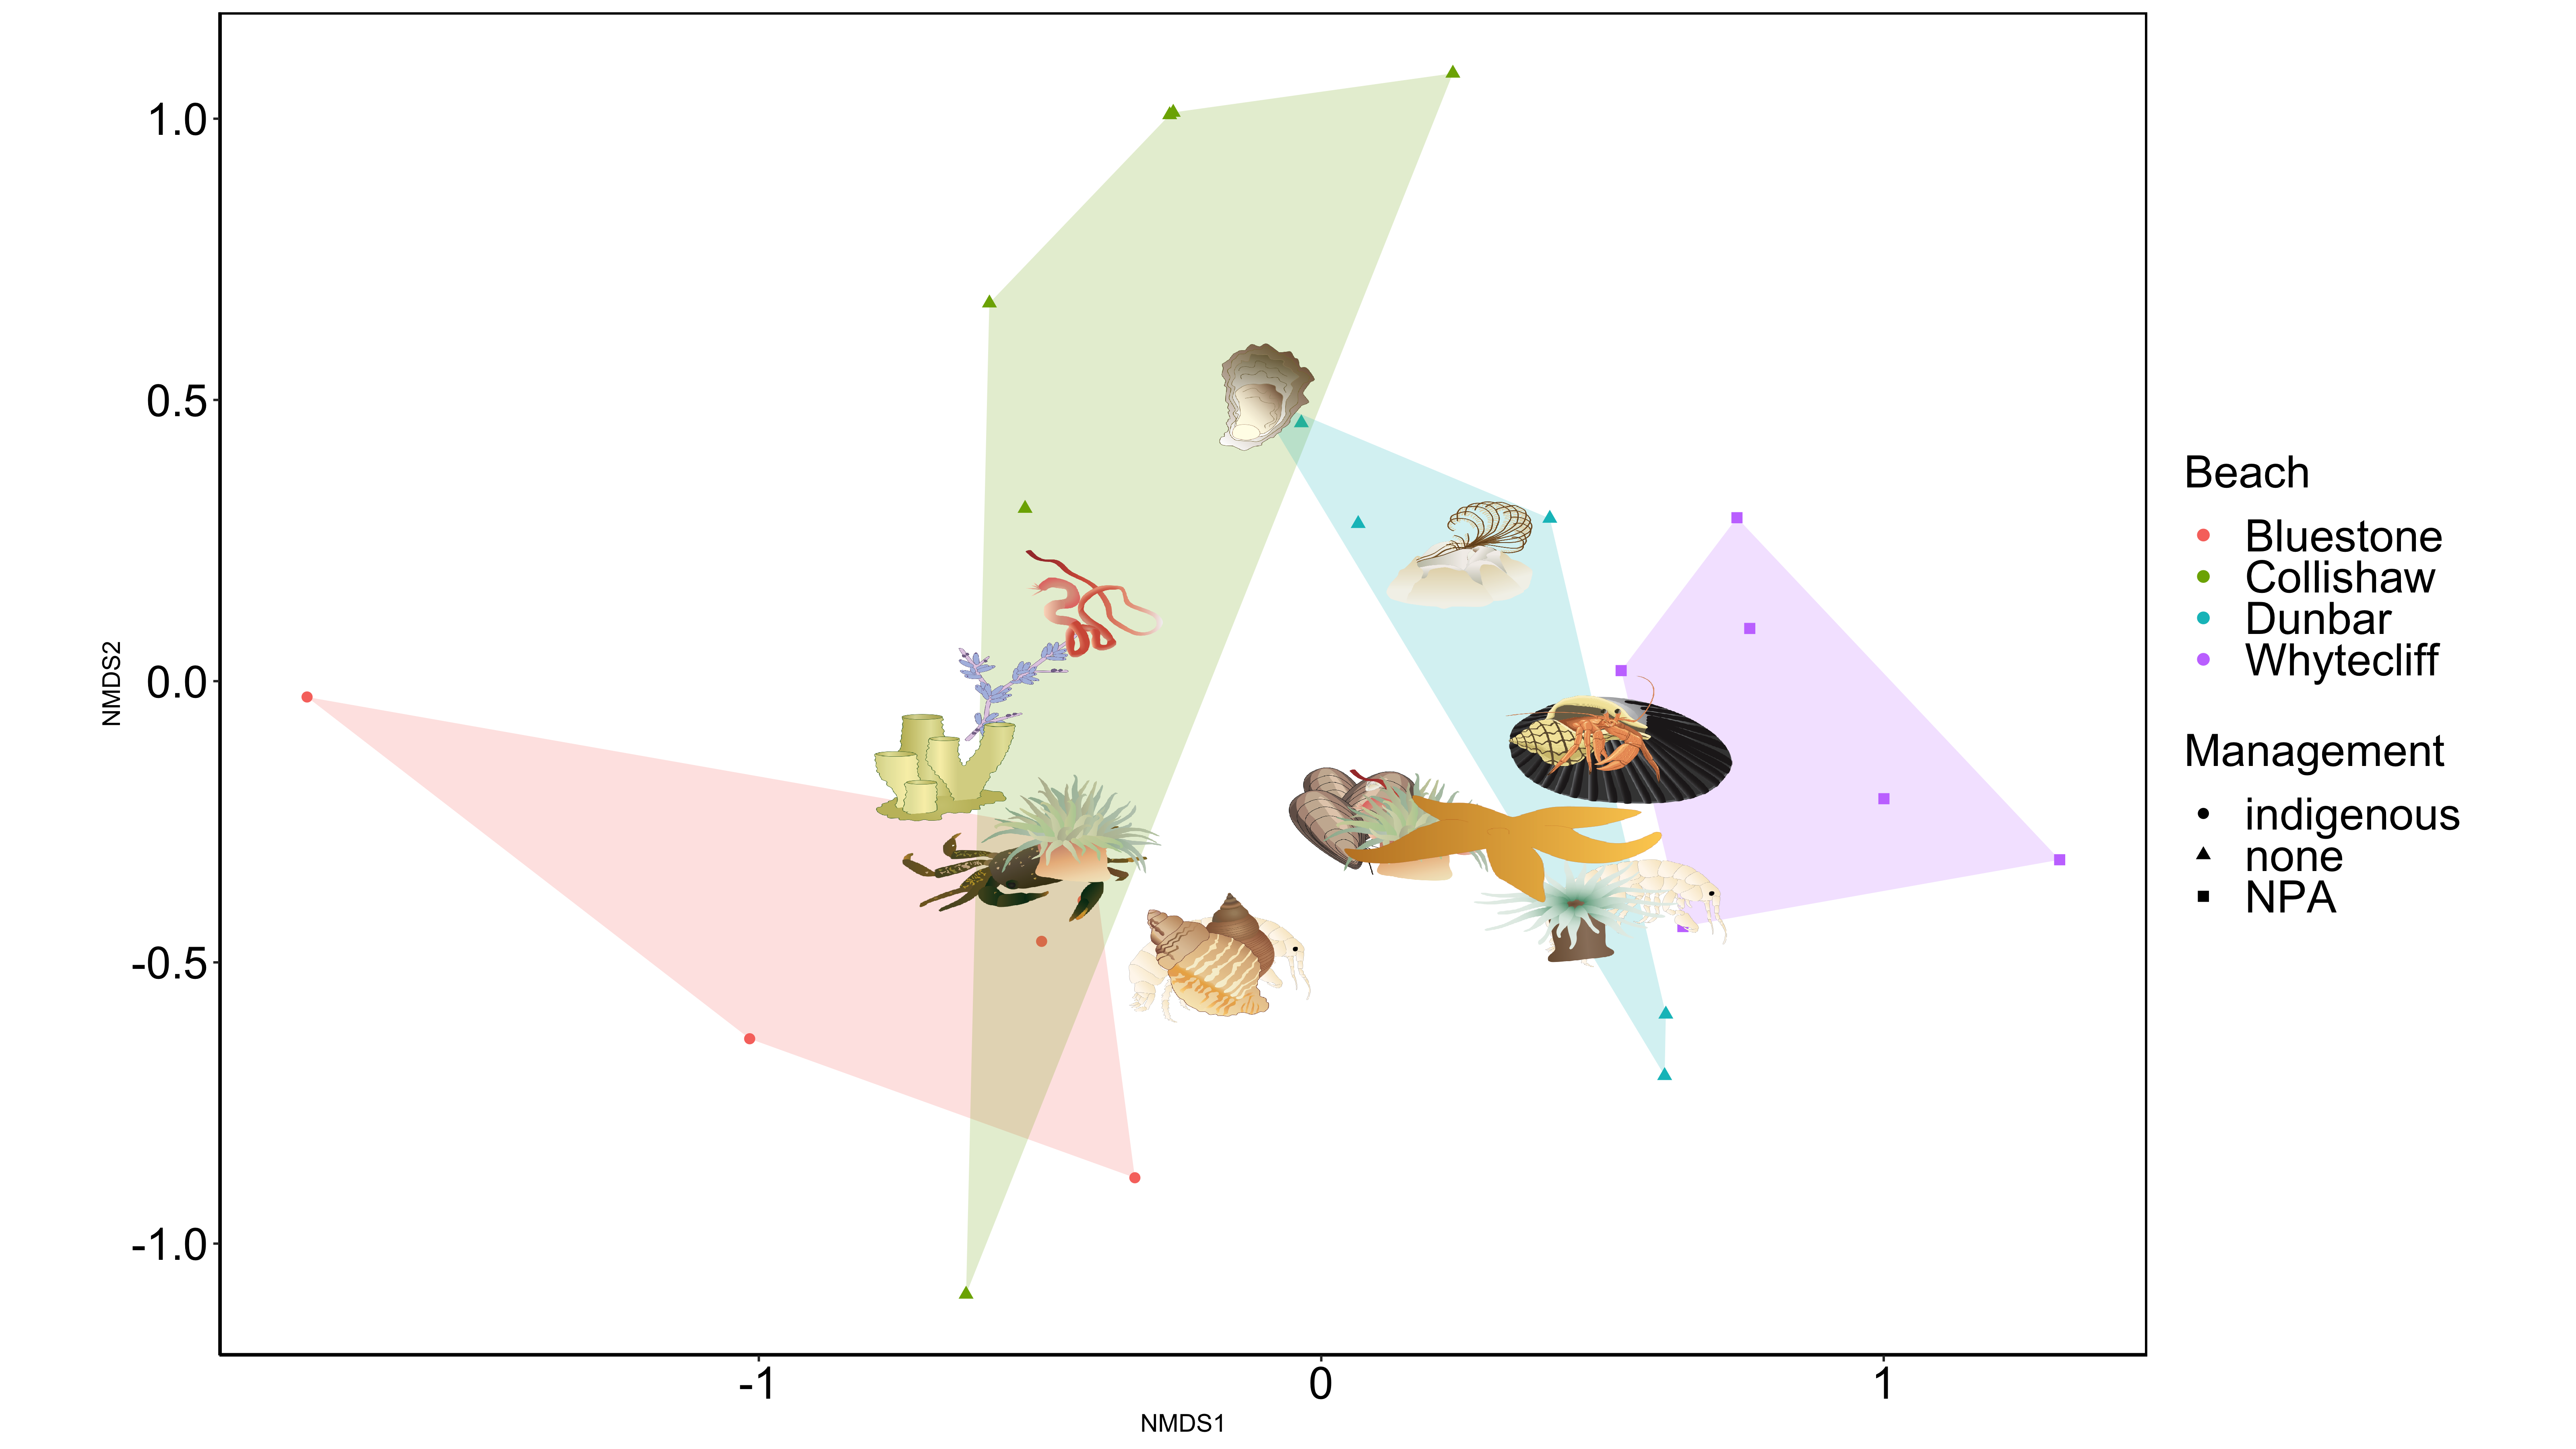 1.0
0.5
0.0
-0.5
-1.0
NMDS2
-1 0 1
NMDS1
Beach
Bluestone
Collishaw
Dunbar
Whytecliff
Management
indigenous
none
NPA